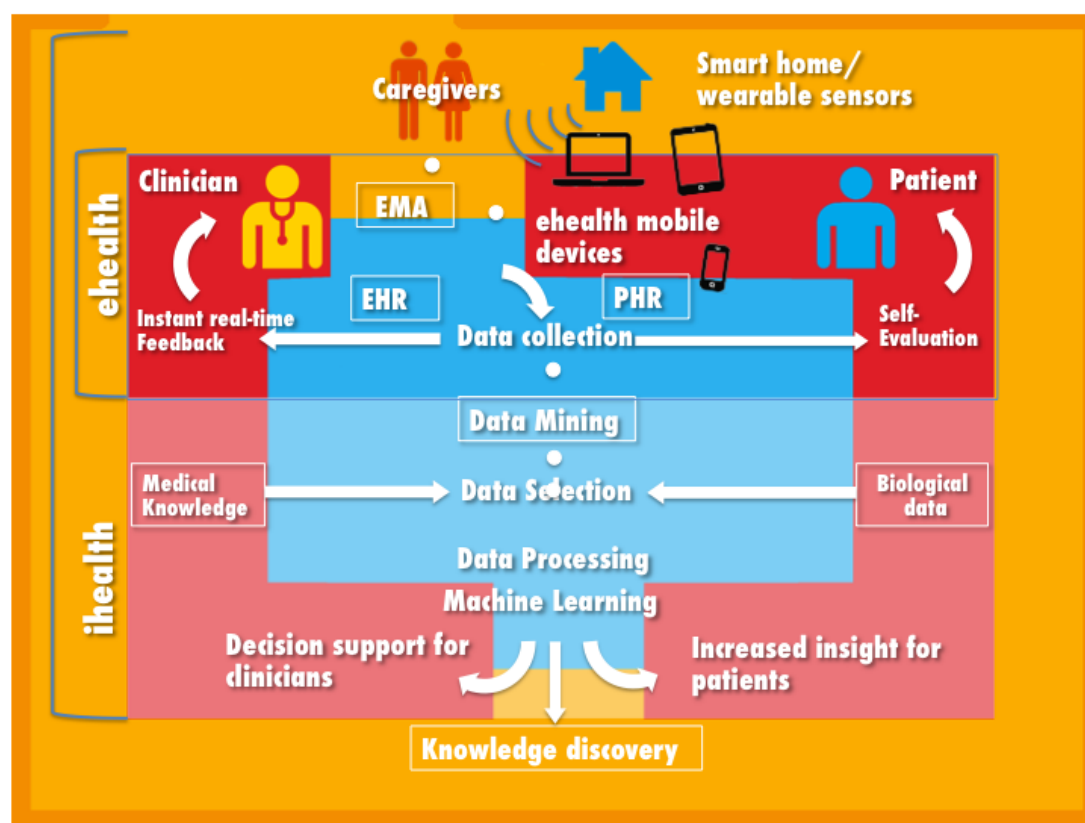 Caregivers
Smart home/
wearable sensors
ehealth
Clinician
EMA
ehealth mobile
devices
Patient
EHR
PHR
Instant real-time
Feedback
Data collection
Self-
Evaluation
Data Mining
ihealth
Medical
Knowledge
Data Selection
Biological
data
Data Processing
Machine Learning
Decision support for
clinicians
Increased insight for
patients
Knowledge discovery